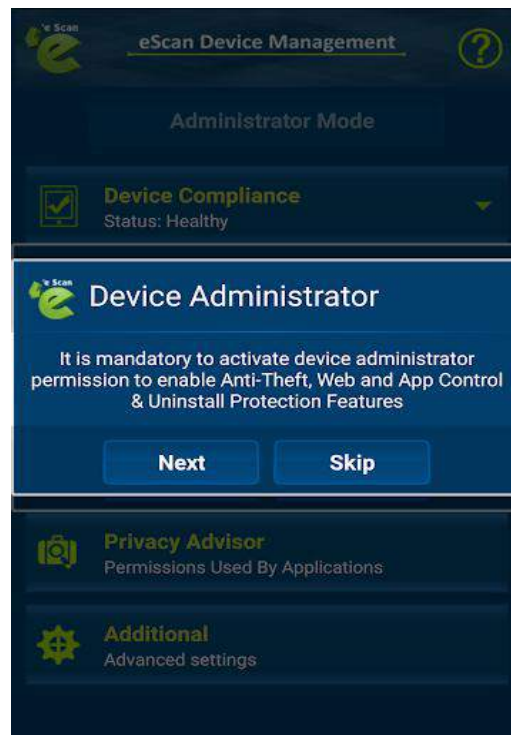 e Scan
eScan Device Management
?
Administrator Mode
Device Compliance
Status: Healthy
e Scan
Device Administrator
It is mandatory to activate device administrator
permission to enable Anti-Theft, Web and App Control
& Uninstall Protection Features
Next Skip
Privacy Advisor
Permissions Used By Applications
Additional
Advanced settings